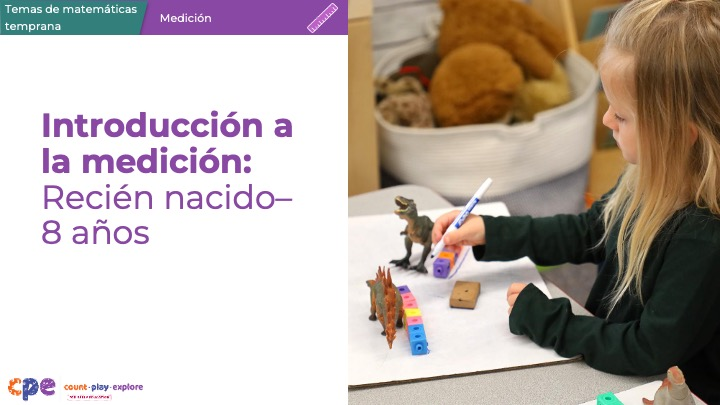 Temas de matemáticas
temprana
Medición
Introducción a
la medición:
Recién nacido–
8 años
cpe
count·play·explore